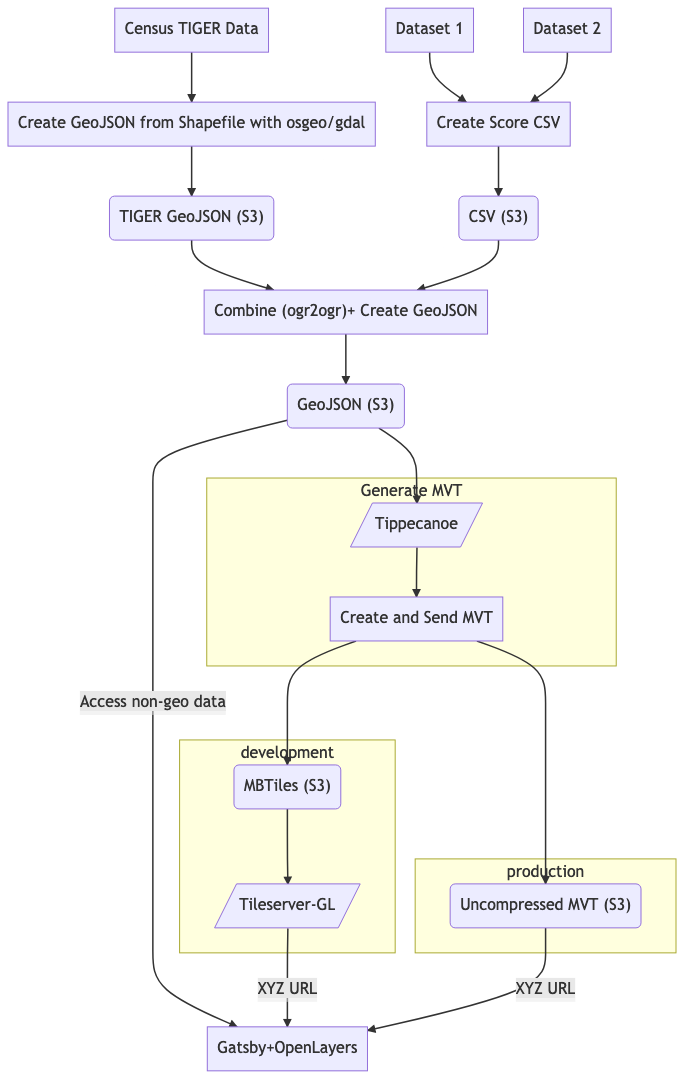 Census TIGER Data
Dataset 1
Dataset 2
Create GeoJSON from Shapefile with osgeo/gdal
Create Score CSV
TIGER GeoJSON (S3)
CSV (S3)
Combine (ogr2ogr)+ Create GeoJSON
GeoJSON (S3)
Generate MVT
Tippecanoe
Create and Send MVT
Access non-geo data
development
MBTiles (S3)
production
Tileserver-GL
Uncompressed MVT (S3)
XYZ URL
XYZ URL
Gatsby+OpenLayers